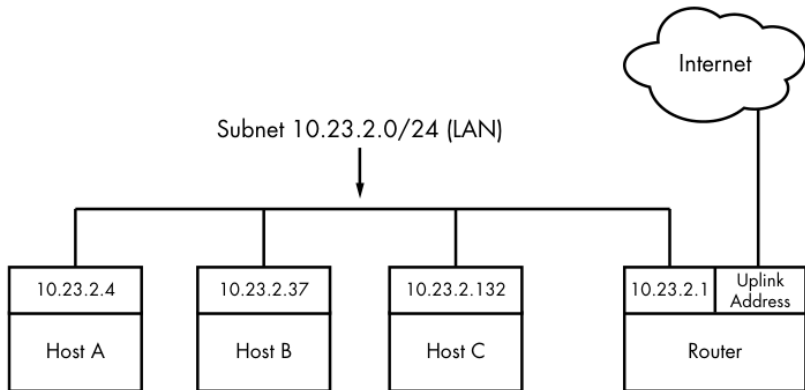 Internet
Subnet 10.23.2.0/24 (LAN)
10.23.2.4
10.23.2.37
10.23.2.132
10.23.2.1
Uplink
Address
Host A
Host B
Host C
Router